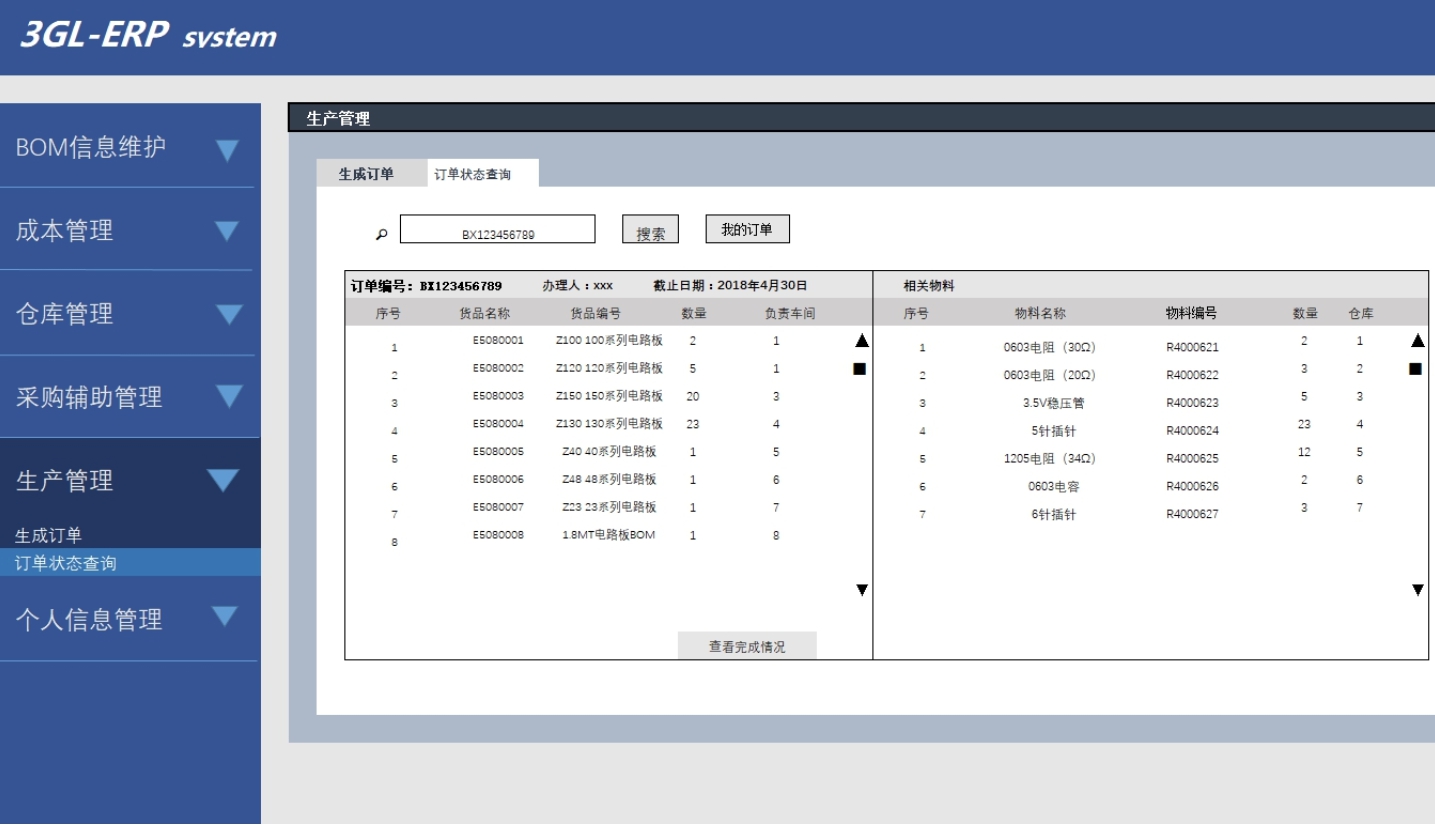 3GL-ERP system
BOM信息维护
成本管理
仓库管理
采购辅助管理
生产管理
生成订单
订单状态查询
个人信息管理
生产管理
生成订单 订单状态查询
BX123456789 搜索 我的订单
订单编号：BX123456789 办理人：xxx 截止日期：2018年4月30日 相关物料
序号 货品名称 货品编号 数量 负责车间 序号 物料名称 物料编号 数量 仓库
1 E5080001 Z100 100系列电路板 2 1 1 0603电阻（30Ω） R4000621 2 1
2 E5080002 Z120 120系列电路板 5 1 2 0603电阻（20Ω） R4000622 3 2
3 E5080003 Z150 150系列电路板 20 3 3 3.5V稳压管 R4000623 5 3
4 E5080004 Z130 130系列电路板 23 4 4 5针插针 R4000624 23 4
5 E5080005 Z40 40系列电路板 1 5 5 1205电阻（34Ω） R4000625 12 5
6 E5080006 Z48 48系列电路板 1 6 6 0603电容 R4000626 2 6
7 E5080007 Z23 23系列电路板 1 7 7 6针插针 R4000627 3 7
8 E5080008 1.8MT电路板BOM 1 8
查看完成情况